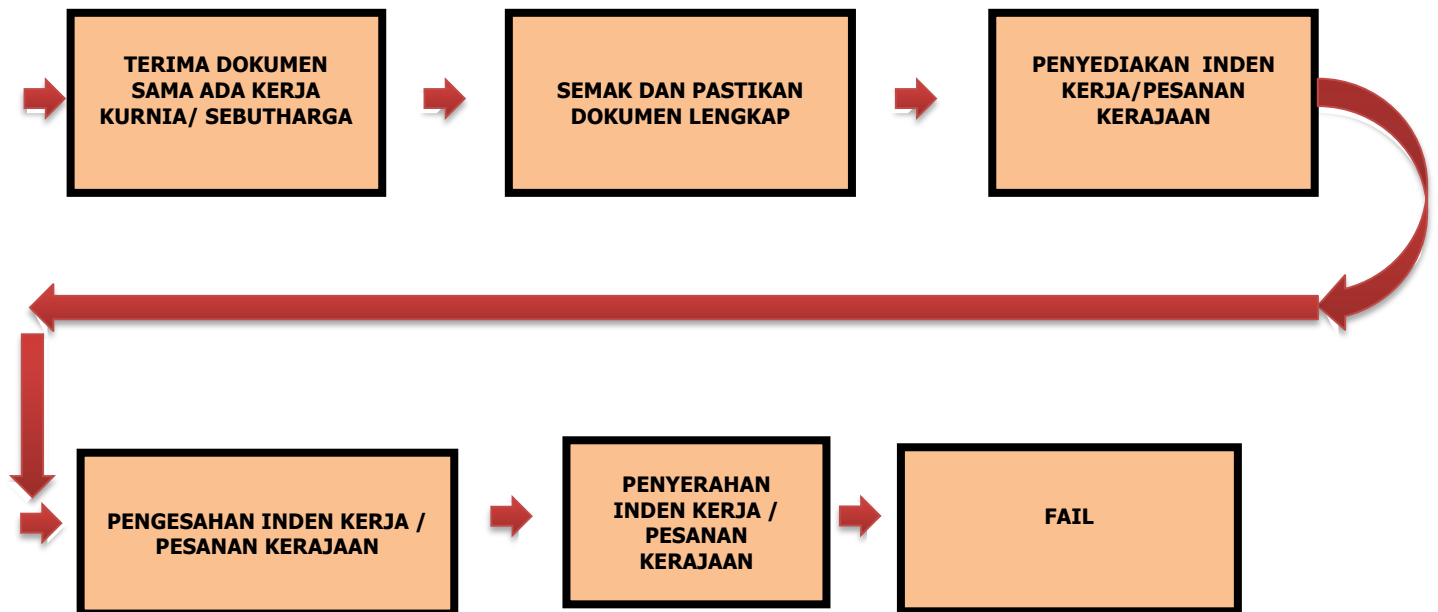 TERIMA DOKUMEN
SAMA ADA KERJA
KURNIA/ SEBUTHARGA
SEMAK DAN PASTIKAN
DOKUMEN LENGKAP
PENYEDIAKAN INDEN
KERJA/PESANAN
KERAJAAN
PENGESAHAN INDEN KERJA /
PESANAN KERAJAAN
PENYERAHAN
INDEN KERJA /
PESANAN
KERAJAAN
FAIL